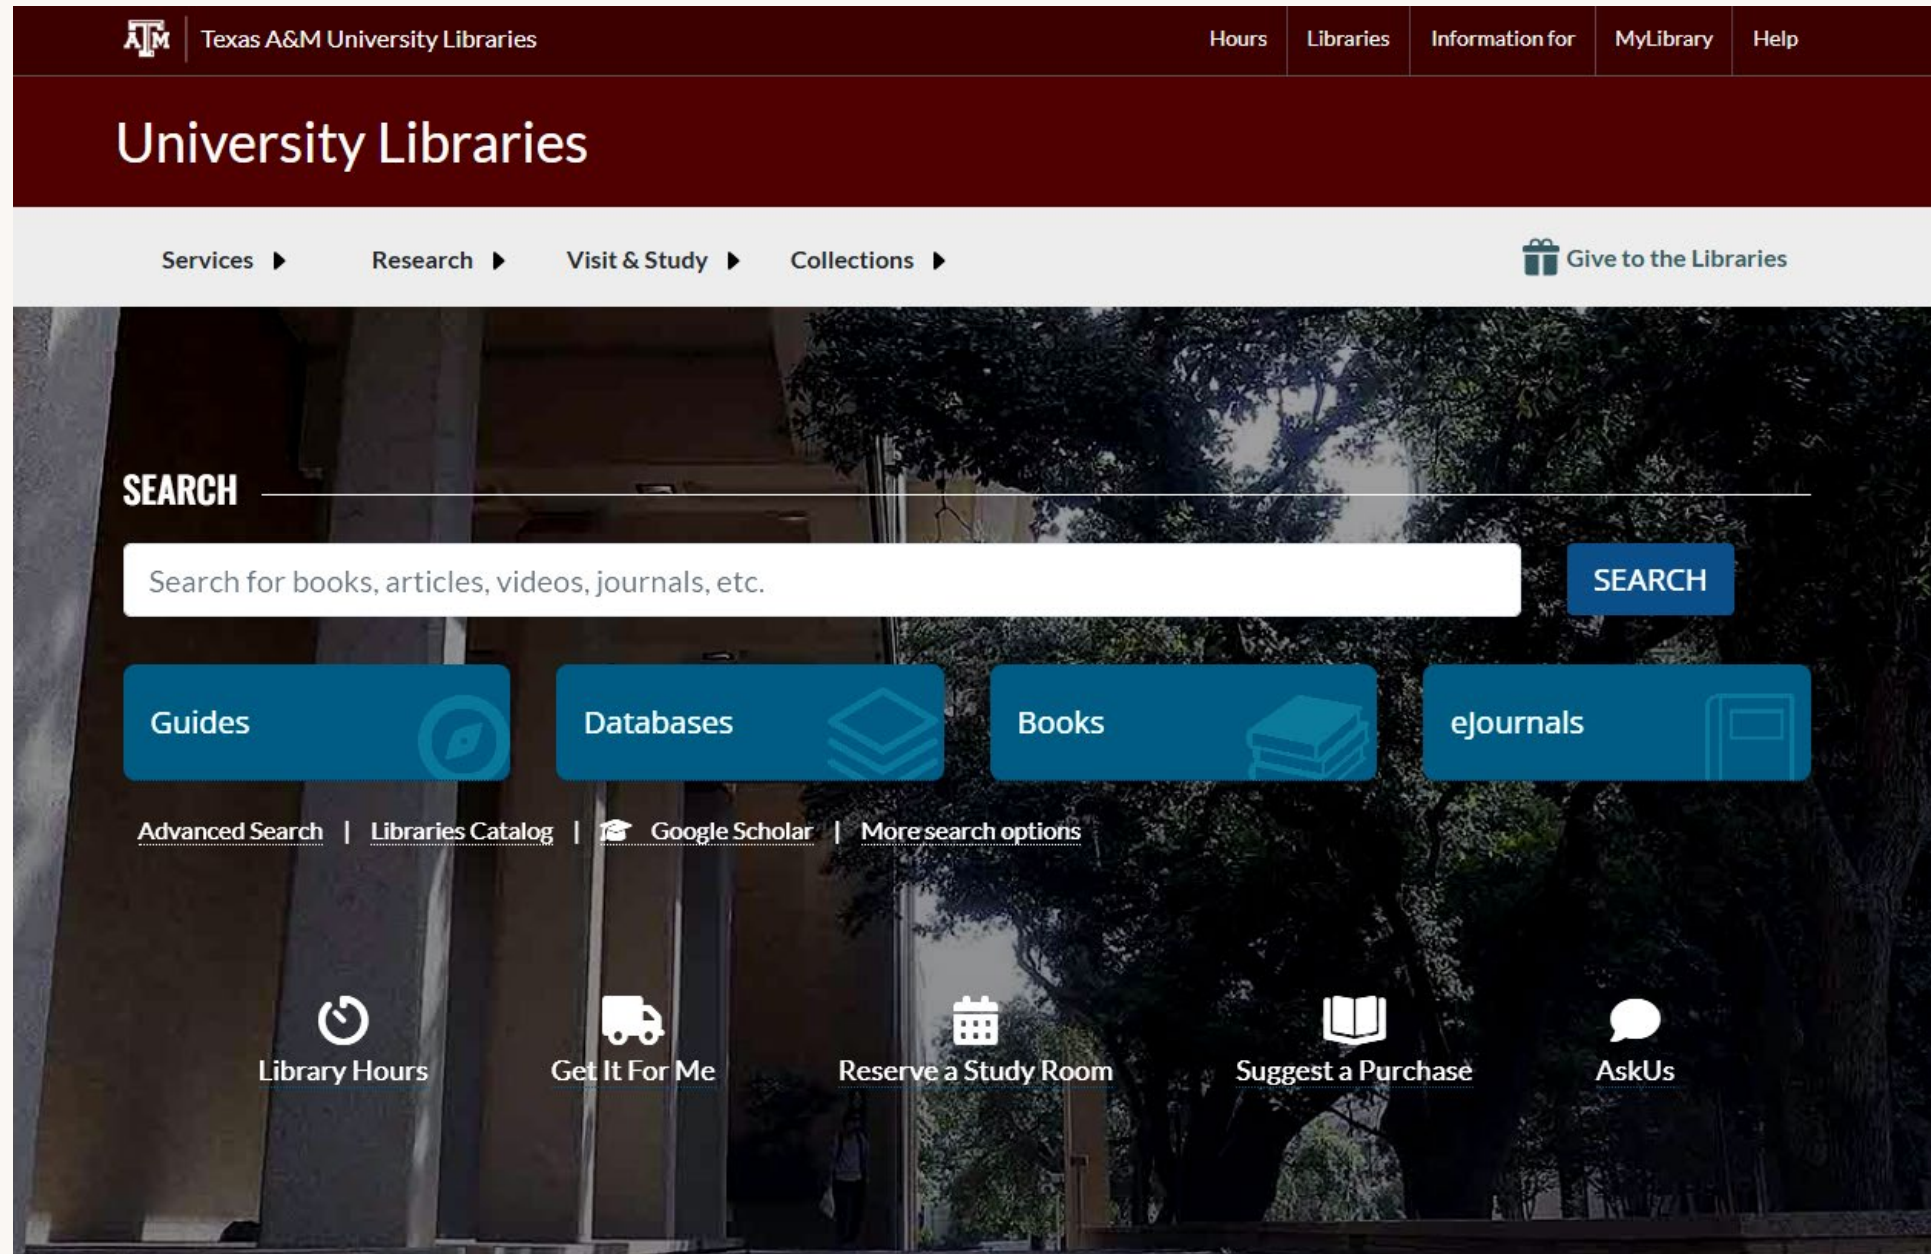 ATM Texas A&M University Libraries Hours Libraries Information for MyLibrary Help
University Libraries
Services Research Visit & Study Collections Give to the Libraries
SEARCH
Search for books, articles, videos, journals, etc. SEARCH
Guides Databases Books eJournals
Advanced Search | Libraries Catalog | Google Scholar | More search options
Library Hours Get It For Me Reserve a Study Room Suggest a Purchase AskUs